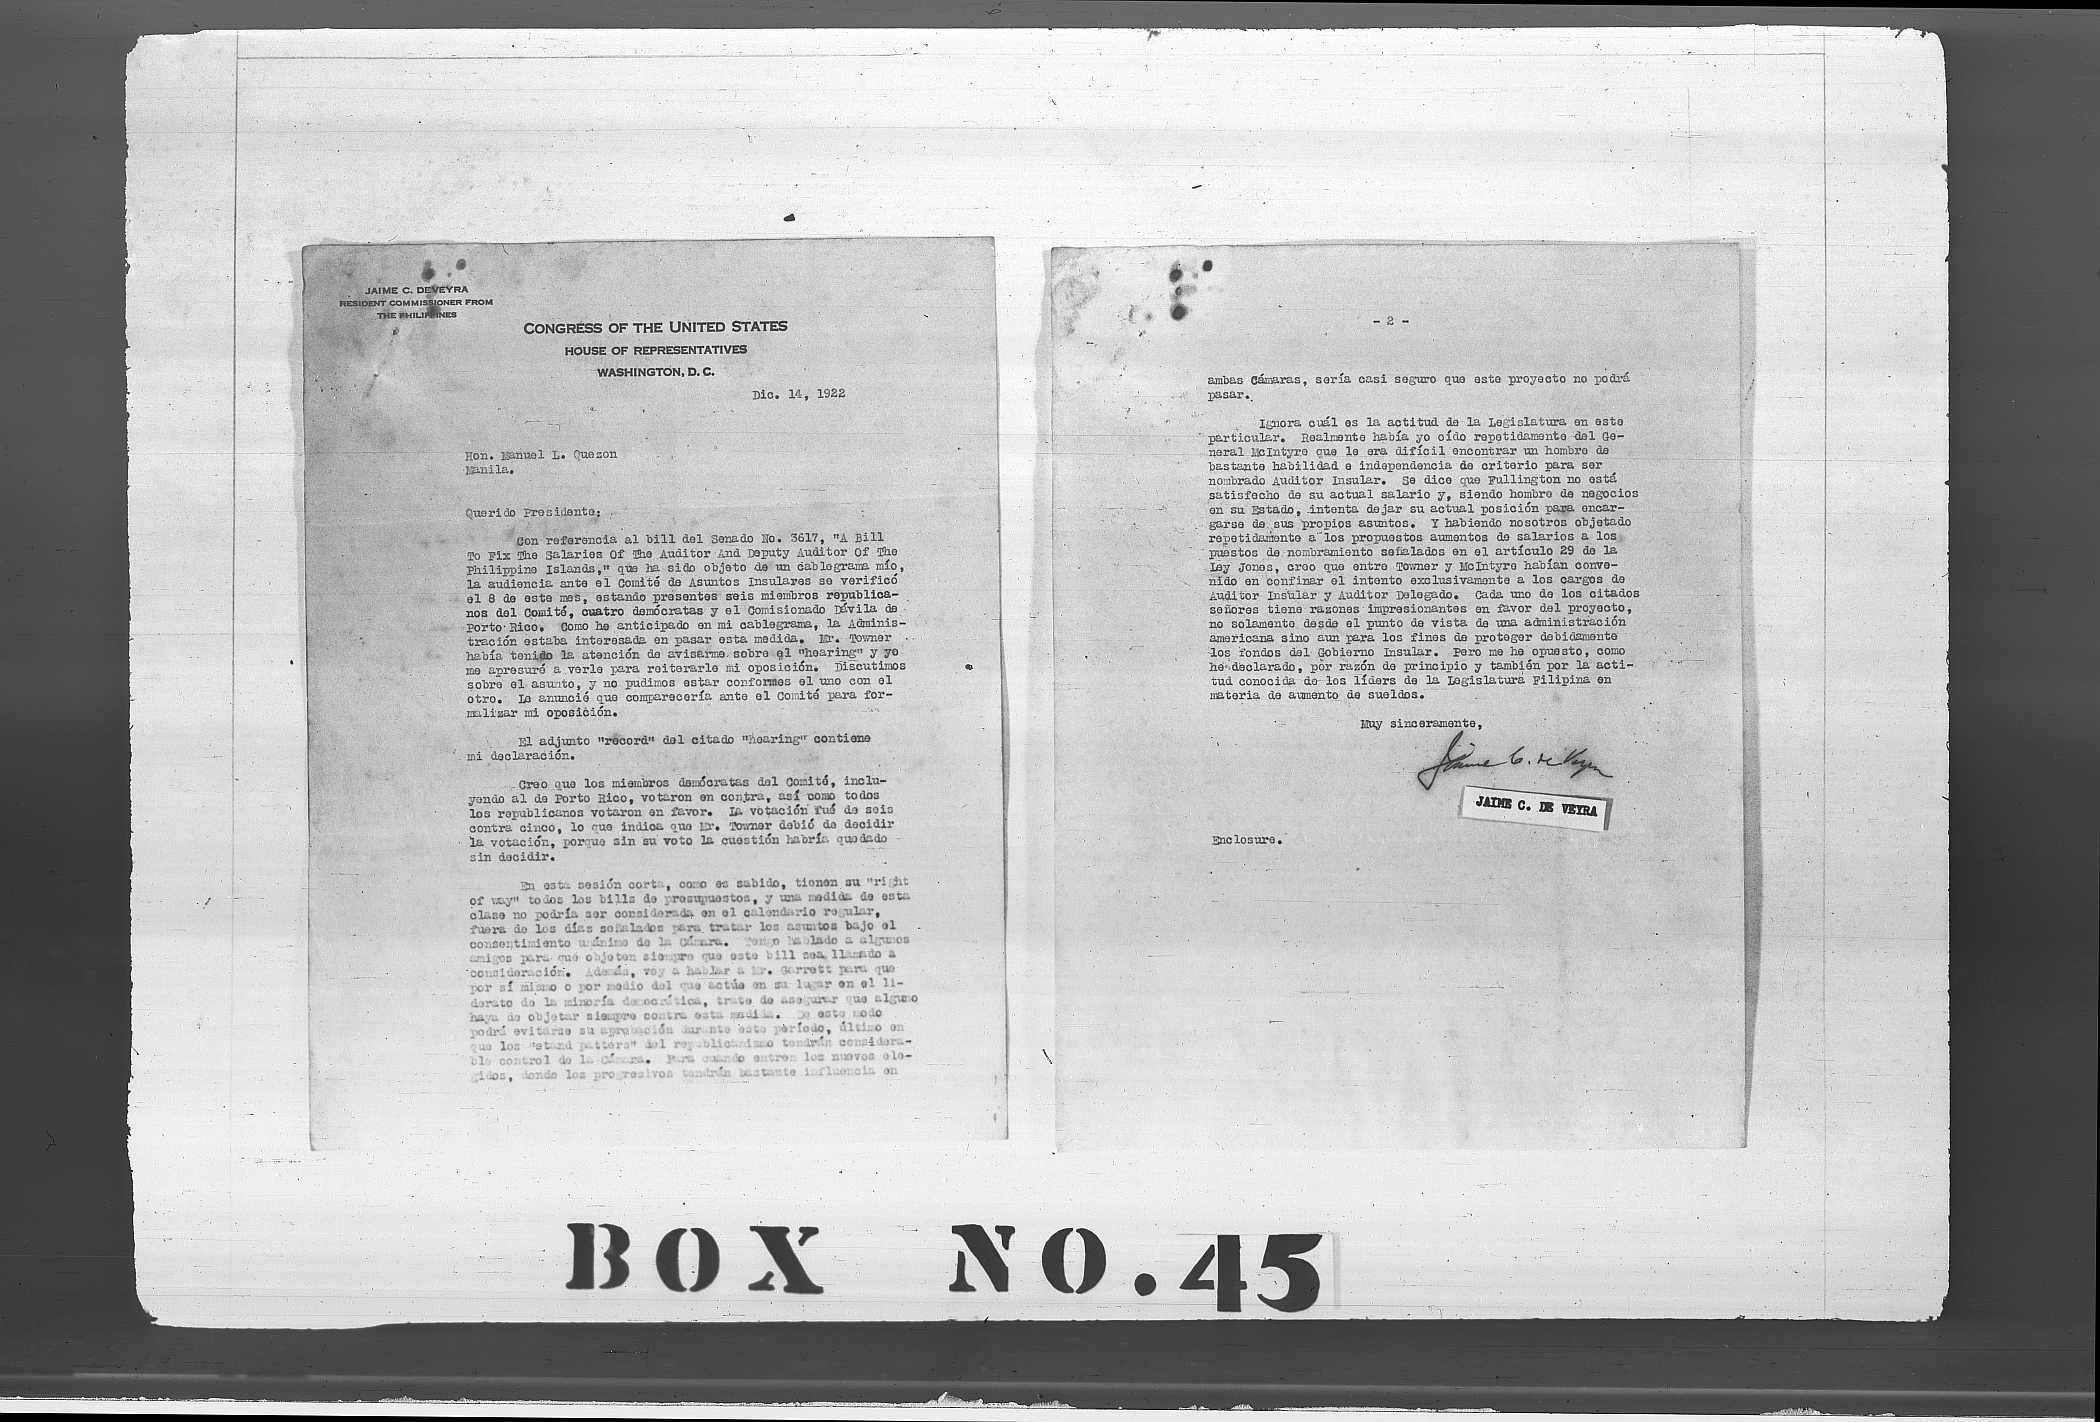 JAIME C. DEVEYRA
RESIDENT COMMISSIONER FROM
THE PHILIPPINES
CONGRESS OF THE UNITED STATES
HOUSE OF REPRESENTATIVES
WASHINGTON, D. C.
Dic. 14, 1922
Hon. Manuel L. Quezon
Manila.
Querido Presidente:
Con referencia al bill del Senado No. 3617, "A Bill
To Fix The Salaries Of The Auditor And Deputy Auditor Of The
Philippine Islands," que ha sido objeto de un cablegrama mío,
la audiencia ante el Comité de Asuntos Insulares se verificó
el 8 de este mes, estando presentes seis miembros republica-
nos del Comité, cuatro demócratas y el Comisionado Dávila de
Porto Rico. Como he anticipado en mi cablegrama, la Adminis-
tración estaba interesada en pasar esta medida. Mr. Towner
había tenido la atención de avisarme sobre el "hearing" y yo
me apresuré a verle para reiterarle mi oposición. Discutimos
sobre el asunto, y no pudimos estar conformes el uno con el
otro. Le anuncié que comparecería ante el Comité para for-
malizar mi oposición.
El adjunto "record" del citado "hearing" contiene
mi declaración.
Creo que los miembros demócratas del Comité, inclu-
yendo al de Porto Rico, votaron en contra, así como todos
los republicanos votaron en favor. La votación fué de seis
contra cinco, lo que indica que Mr. Towner debió de decidir
la votación, porque sin su voto la cuestión habría quedado
sin decidir.
En esta sesión corta, como es sabido, tienen su "right
of way" todos los bills de presupuestos, y una medida de esta
clase no podría ser considerada en el calendario regular,
fuera de los días señalados para tratar los asuntos bajo el
consentimiento unánime de la Cámara. Tengo hablado a algunos
amigos para que objeten siempre que este bill sea llamado a
consideración. Además, voy a hablar a Mr. Garrett para que
por sí mismo o por medio del que actúe en su lugar en el li-
derato de la minoría democrática, trate de asegurar que alguno
haya de objetar siempre contra esta medida. De este modo
podrá evitarse su aprobación durante este período, último en
que los "stand patters" del republicanismo tendrán considera-
ble control de la Cámara. Para cuando entren los nuevos ele-
gidos, donde los progresivos tendrán bastante influencia en
- 2 -
ambas Cámaras, sería casi seguro que este proyecto no podrá
pasar.
Ignora cuál es la actitud de la Legislatura en este
particular. Realmente había yo oído repetidamente del Ge-
neral McIntyre que le era difícil encontrar un hombre de
bastante habilidad e independencia de criterio para ser
nombrado Auditor Insular. Se dice que Fullington no está
satisfecho de su actual salario y, siendo hombre de negocios
en su Estado, intenta dejar su actual posición para encar-
garse de sus propios asuntos. Y habiendo nosotros objetado
repetidamente a los propuestos aumentos de salarios a los
puestos de nombramiento señalados en el artículo 29 de la
Ley Jones, creo que entre Towner y McIntyre habían conve-
nido en confinar el intento exclusivamente a los cargos de
Auditor Insular y Auditor Delegado. Cada uno de los citados
señores tiene razones impresionantes en favor del proyecto,
no solamente desde el punto de vista de una administración
americana sino aun para los fines de proteger debidamente
los fondos del Gobierno Insular. Pero me he opuesto, como
he declarado, por razón de principio y también por la acti-
tud conocida de los líders de la Legislatura Filipina en
materia de aumento de sueldos.
Muy sinceramente,
Jaime C. de Veyra
JAIME C. DE VEYRA
Enclosure.
BOX NO. 45